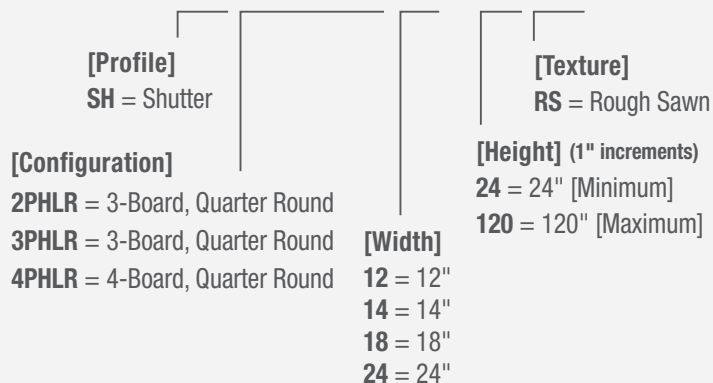 [Profile]
SH = Shutter
[Configuration]
2PHLR = 3-Board, Quarter Round
3PHLR = 3-Board, Quarter Round
4PHLR = 4-Board, Quarter Round
[Width]
12 = 12"
14 = 14"
18 = 18"
24 = 24"
[Height] (1" increments)
24 = 24" [Minimum]
120 = 120" [Maximum]
[Texture]
RS = Rough Sawn